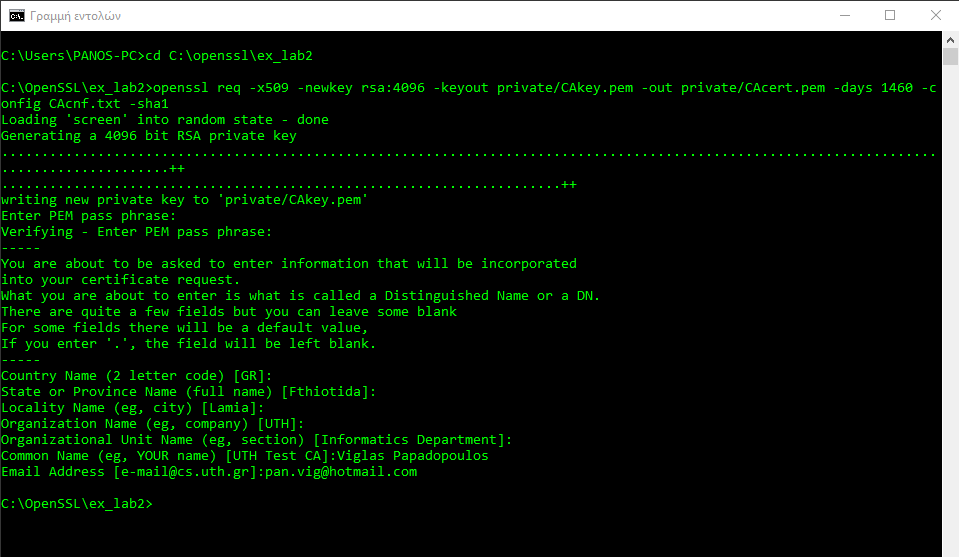 Γραμμή εντολών
C:\Users\PANOS-PC>cd C:\openssl\ex_lab2
C:\OpenSSL\ex_lab2>openssl req -x509 -newkey rsa:4096 -keyout private/CAkey.pem -out private/CAcert.pem -days 1460 -c
onfig CAcnf.txt -sha1
Loading 'screen' into random state - done
Generating a 4096 bit RSA private key
.....................................................................................................................
.....................++
......................................................................++
writing new private key to 'private/CAkey.pem'
Enter PEM pass phrase:
Verifying - Enter PEM pass phrase:
-----
You are about to be asked to enter information that will be incorporated
into your certificate request.
What you are about to enter is what is called a Distinguished Name or a DN.
There are quite a few fields but you can leave some blank
For some fields there will be a default value,
If you enter '.', the field will be left blank.
-----
Country Name (2 letter code) [GR]:
State or Province Name (full name) [Fthiotida]:
Locality Name (eg, city) [Lamia]:
Organization Name (eg, company) [UTH]:
Organizational Unit Name (eg, section) [Informatics Department]:
Common Name (eg, YOUR name) [UTH Test CA]:Viglas Papadopoulos
Email Address [e-mail@cs.uth.gr]:pan.vig@hotmail.com
C:\OpenSSL\ex_lab2>